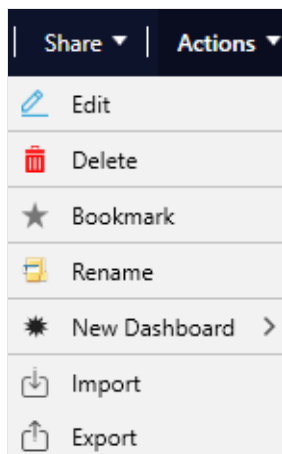 Share Actions
Edit
Delete
Bookmark
Rename
New Dashboard
Import
Export